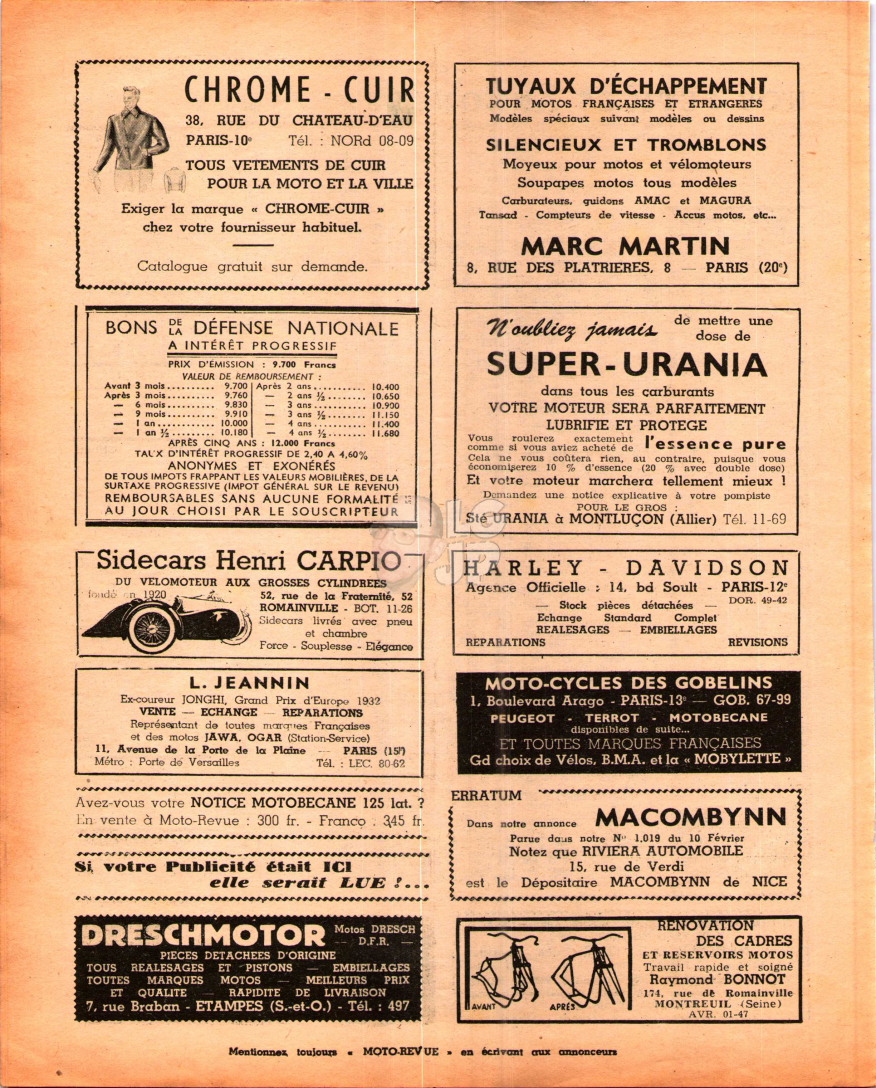 CHROME - CUIR
38, RUE DU CHATEAU-D'EAU
PARIS-10e Tél. : NORd 08-09
TOUS VETEMENTS DE CUIR
POUR LA MOTO ET LA VILLE
Exiger la marque « CHROME-CUIR »
chez votre fournisseur habituel.
Catalogue gratuit sur demande.
TUYAUX D'ÉCHAPPEMENT
POUR MOTOS FRANÇAISES ET ETRANGERES
Modèles spéciaux suivant modèles ou dessins
SILENCIEUX ET TROMBLONS
Moyeux pour motos et vélomoteurs
Soupapes motos tous modèles
Carburateurs, guidons AMAC et MAGURA
Tansad - Compteurs de vitesse - Accus motos, etc...
MARC MARTIN
8, RUE DES PLATRIERES, 8 — PARIS (20e)
BONS DE LA DÉFENSE NATIONALE
A INTÉRÊT PROGRESSIF
PRIX D'ÉMISSION : 9.700 Francs
VALEUR DE REMBOURSEMENT :
Avant 3 mois.......... 9.700 Après 2 ans........... 10.400
Après 3 mois.......... 9.760 — 2 ans ½......... 10.650
— 6 mois.......... 9.830 — 3 ans........... 10.900
— 9 mois.......... 9.910 — 3 ans ½......... 11.150
— 1 an............ 10.000 — 4 ans........... 11.400
— 1 an ½.......... 10.180 — 4 ans ½......... 11.680
APRÈS CINQ ANS : 12.000 Francs
TAUX D'INTÉRÊT PROGRESSIF DE 2,40 A 4,60%
ANONYMES ET EXONÉRÉS
DE TOUS IMPOTS FRAPPANT LES VALEURS MOBILIÈRES, DE LA
SURTAXE PROGRESSIVE (IMPOT GÉNÉRAL SUR LE REVENU)
REMBOURSABLES SANS AUCUNE FORMALITÉ
AU JOUR CHOISI PAR LE SOUSCRIPTEUR
N'oubliez jamais de mettre une
dose de
SUPER-URANIA
dans tous les carburants
VOTRE MOTEUR SERA PARFAITEMENT
LUBRIFIE ET PROTEGE
Vous roulerez exactement
comme si vous aviez acheté de l'essence pure
Cela ne vous coûtera rien, au contraire, puisque vous
économiserez 10 % d'essence (20 % avec double dose)
Et votre moteur marchera tellement mieux !
Demandez une notice explicative à votre pompiste
POUR LE GROS :
Sté URANIA à MONTLUÇON (Allier) Tél. 11-69
LG
JP
Sidecars Henri CARPIO
DU VELOMOTEUR AUX GROSSES CYLINDREES
fondé en 1920 52, rue de la Fraternité, 52
ROMAINVILLE - BOT. 11-26
Sidecars livrés avec pneu
et chambre
Force - Souplesse - Elégance
HARLEY - DAVIDSON
Agence Officielle : 14, bd Soult - PARIS-12e
DOR. 49-42
— Stock pièces détachées —
Echange Standard Complet
REALESAGES — EMBIELLAGES
REPARATIONS REVISIONS
L. JEANNIN
Ex-coureur JONGHI, Grand Prix d'Europe 1932
VENTE — ECHANGE — REPARATIONS
Représentant de toutes marques Françaises
et des motos JAWA, OGAR (Station-Service)
11, Avenue de la Porte de la Plaine — PARIS (15e)
Métro : Porte de Versailles Tél. : LEC. 80-62
MOTO-CYCLES DES GOBELINS
1, Boulevard Arago - PARIS-13e — GOB. 67-99
PEUGEOT - TERROT - MOTOBECANE
disponibles de suite...
ET TOUTES MARQUES FRANÇAISES
Gd choix de Vélos, B.M.A. et la « MOBYLETTE »
Avez-vous votre NOTICE MOTOBECANE 125 lat. ?
En vente à Moto-Revue : 300 fr. - Franco : 345 fr.
ERRATUM
Dans notre annonce MACOMBYNN
Parue dans notre No 1,019 du 10 Février
Notez que RIVIERA AUTOMOBILE
15, rue de Verdi
est le Dépositaire MACOMBYNN de NICE
Si votre Publicité était ICI
elle serait LUE !...
DRESCHMOTOR Motos DRESCH
— D.F.R. —
PIECES DETACHEES D'ORIGINE
TOUS REALESAGES ET PISTONS — EMBIELLAGES
TOUTES MARQUES MOTOS — MEILLEURS PRIX
ET QUALITE — RAPIDITE DE LIVRAISON
7, rue Braban - ETAMPES (S.-et-O.) - Tél. : 497
AVANT APRÈS
RENOVATION
DES CADRES
ET RESERVOIRS MOTOS
Travail rapide et soigné
Raymond BONNOT
174, rue de Romainville
MONTREUIL (Seine)
AVR. 01-47
Mentionnez toujours « MOTO-REVUE » en écrivant aux annonceurs